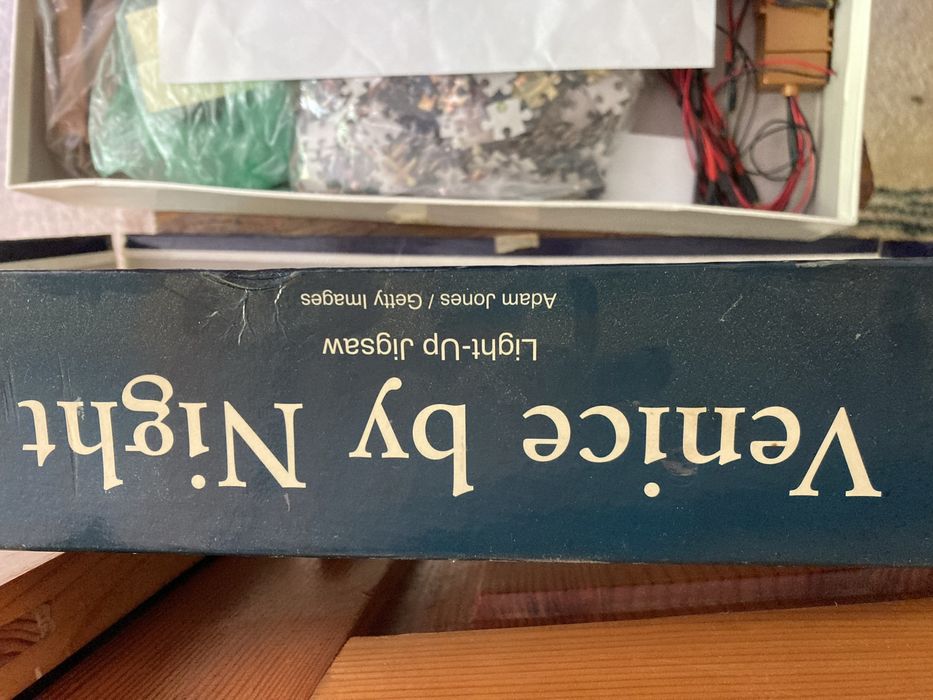 Venice by Night
Light-Up Jigsaw
Adam Jones / Getty Images